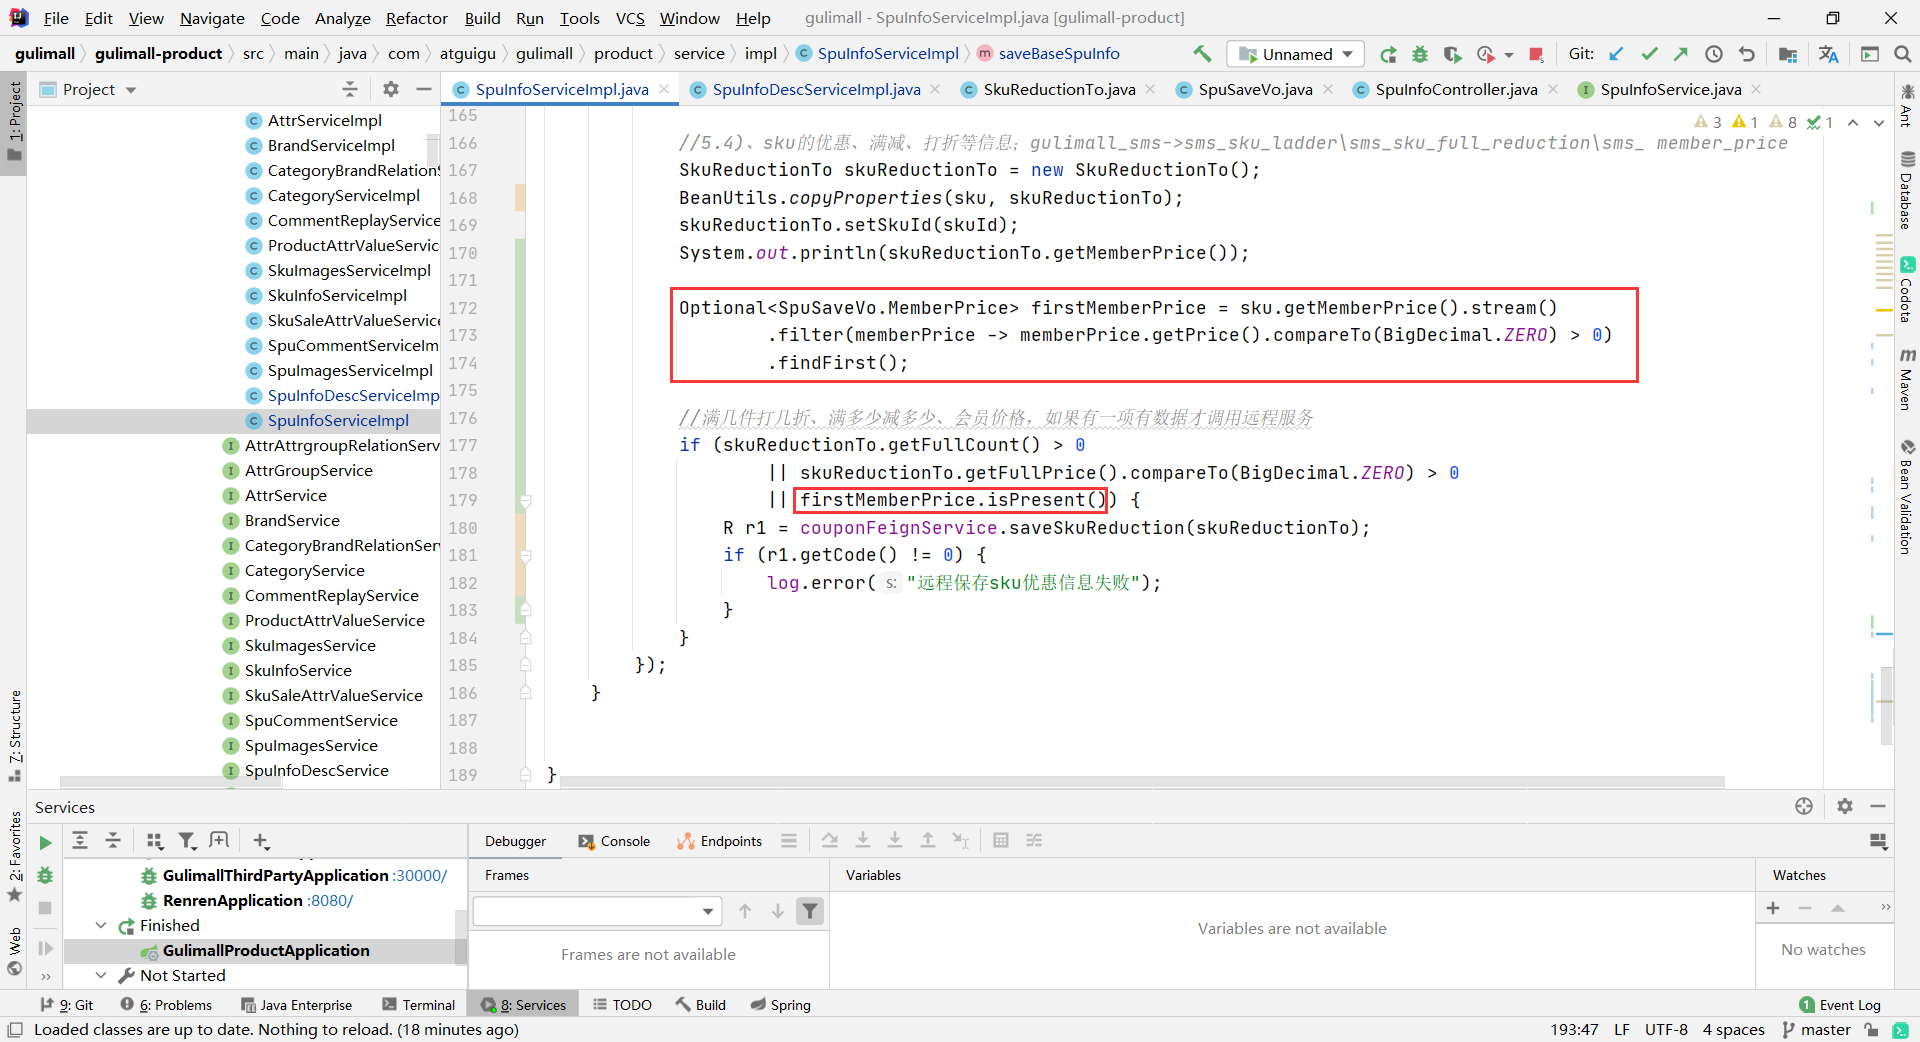 File Edit View Navigate Code Analyze Refactor Build Run Tools VCS Window Help gulimall - SpuInfoServiceImpl.java [gulimall-product]
gulimall gulimall-product src main java com atguigu gulimall product service impl SpuInfoServiceImpl saveBaseSpuInfo Unnamed Git:
Project
SpuInfoServiceImpl.java SpuInfoDescServiceImpl.java SkuReductionTo.java SpuSaveVo.java SpuInfoController.java SpuInfoService.java
1: Project
7: Structure
2: Favorites
Web
AttrServiceImpl
BrandServiceImpl
CategoryBrandRelationS
CategoryServiceImpl
CommentReplayService
ProductAttrValueServic
SkuImagesServiceImpl
SkuInfoServiceImpl
SkuSaleAttrValueService
SpuCommentServiceIm
SpuImagesServiceImpl
SpuInfoDescServiceImp
SpuInfoServiceImpl
AttrAttrgroupRelationServ
AttrGroupService
AttrService
BrandService
CategoryBrandRelationSer
CategoryService
CommentReplayService
ProductAttrValueService
SkuImagesService
SkuInfoService
SkuSaleAttrValueService
SpuCommentService
SpuImagesService
SpuInfoDescService
3 1 8 1
165
166 //5.4)、sku的优惠、满减、打折等信息；gulimall_sms->sms_sku_ladder\sms_sku_full_reduction\sms_ member_price
167 SkuReductionTo skuReductionTo = new SkuReductionTo();
168 BeanUtils.copyProperties(sku, skuReductionTo);
169 skuReductionTo.setSkuId(skuId);
170 System.out.println(skuReductionTo.getMemberPrice());
171
172 Optional<SpuSaveVo.MemberPrice> firstMemberPrice = sku.getMemberPrice().stream()
173 .filter(memberPrice -> memberPrice.getPrice().compareTo(BigDecimal.ZERO) > 0)
174 .findFirst();
175
176 //满几件打几折、满多少减多少、会员价格，如果有一项有数据才调用远程服务
177 if (skuReductionTo.getFullCount() > 0
178 || skuReductionTo.getFullPrice().compareTo(BigDecimal.ZERO) > 0
179 || firstMemberPrice.isPresent()) {
180 R r1 = couponFeignService.saveSkuReduction(skuReductionTo);
181 if (r1.getCode() != 0) {
182 log.error( s: "远程保存sku优惠信息失败");
183 }
184 }
185 });
186 }
187
188
189 }
Ant
Database
Codota
Maven
Bean Validation
Services
Debugger Console Endpoints
GulimallThirdPartyApplication :30000/
RenrenApplication :8080/
Finished
GulimallProductApplication
Not Started
Frames
Frames are not available
Variables
Variables are not available
Watches
No watches
9: Git 6: Problems Java Enterprise Terminal 8: Services TODO Build Spring 1 Event Log
Loaded classes are up to date. Nothing to reload. (18 minutes ago) 193:47 LF UTF-8 4 spaces master